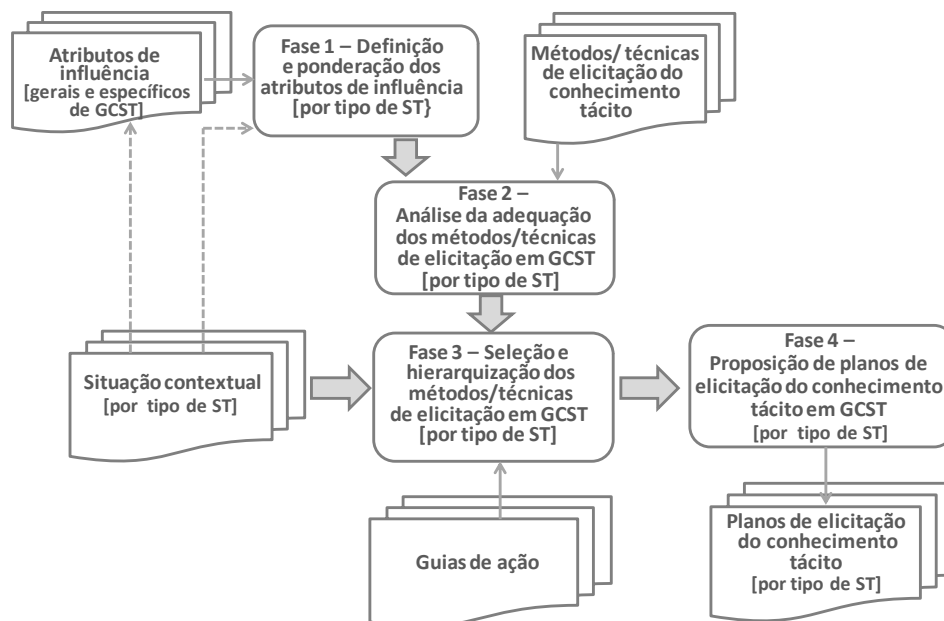 Atributos de
influência
[gerais e específicos
de GCST]
Fase 1 – Definição
e ponderação dos
atributos de influência
[por tipo de ST}
Métodos/ técnicas
de elicitação do
conhecimento
tácito
Fase 2 –
Análise da adequação
dos métodos/técnicas
de elicitação em GCST
[por tipo de ST]
Situação contextual
[por tipo de ST]
Fase 3 – Seleção e
hierarquização dos
métodos/técnicas
de elicitação em GCST
[por tipo de ST]
Fase 4 –
Proposição de planos de
elicitação do conhecimento
tácito em GCST
[por tipo de ST]
Guias de ação
Planos de elicitação
do conhecimento
tácito
[por tipo de ST]